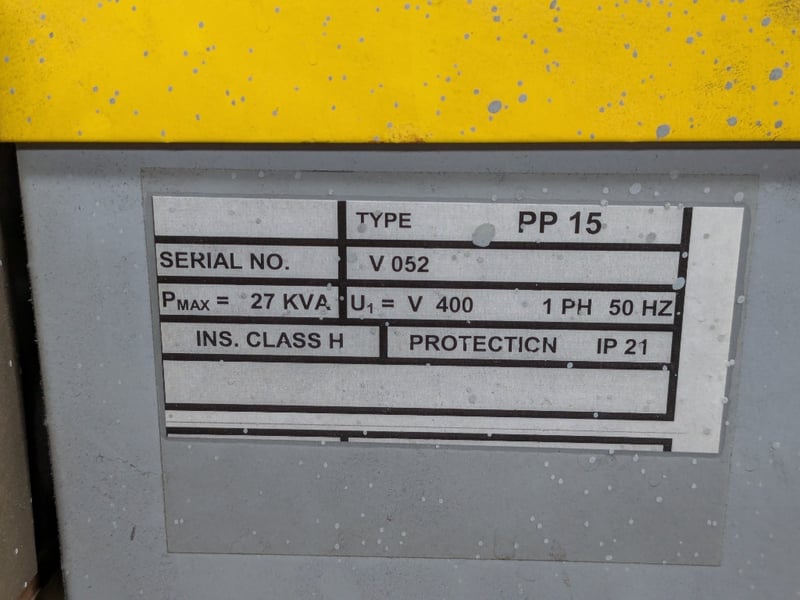 TYPE PP 15
SERIAL NO. V 052
PMAX = 27 KVA U1 = V 400 1 PH 50 HZ
INS. CLASS H PROTECTION IP 21